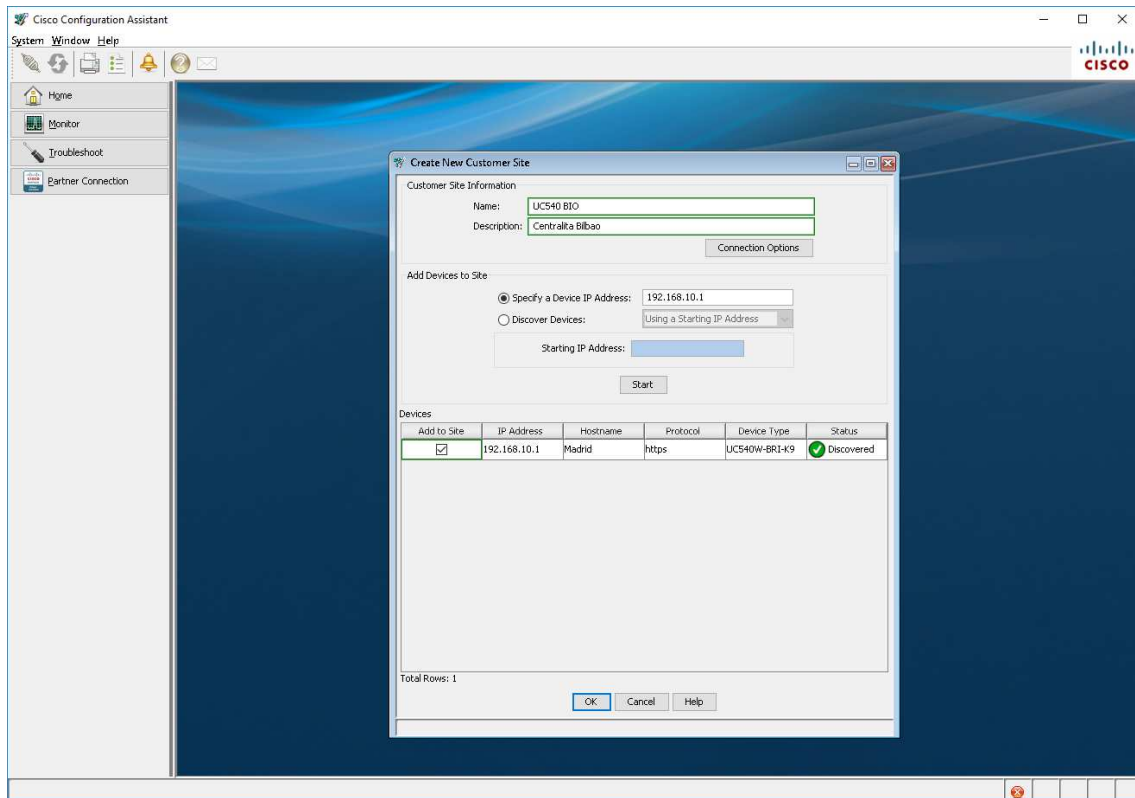 Cisco Configuration Assistant
System Window Help
CISCO
Home
Monitor
Troubleshoot
Partner Connection
Create New Customer Site
Customer Site Information
Name: UC540 BIO
Description: Centralita Bilbao
Connection Options
Add Devices to Site
Specify a Device IP Address: 192.168.10.1
Discover Devices: Using a Starting IP Address
Starting IP Address:
Start
Devices
Add to Site IP Address Hostname Protocol Device Type Status
192.168.10.1 Madrid https UC540W-BRI-K9 Discovered
Total Rows: 1
OK Cancel Help